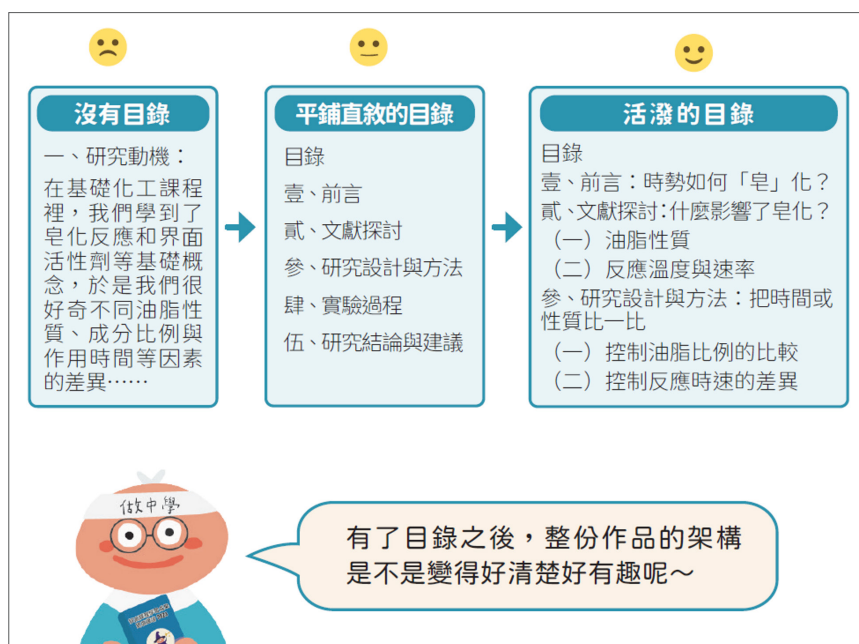 沒有目錄
一、研究動機：
在基礎化工課程
裡，我們學到了
皂化反應和界面
活性劑等基礎概
念，於是我們很
好奇不同油脂性
質、成分比例與
作用時間等因素
的差異⋯⋯
平鋪直敘的目錄
目錄
壹、前言
貳、文獻探討
參、研究設計與方法
肆、實驗過程
伍、研究結論與建議
活潑的目錄
目錄
壹、前言：時勢如何「皂」化？
貳、文獻探討：什麼影響了皂化？
（一）油脂性質
（二）反應溫度與速率
參、研究設計與方法：把時間或
性質比一比
（一）控制油脂比例的比較
（二）控制反應時速的差異
做中學
有了目錄之後，整份作品的架構
是不是變得好清楚好有趣呢～